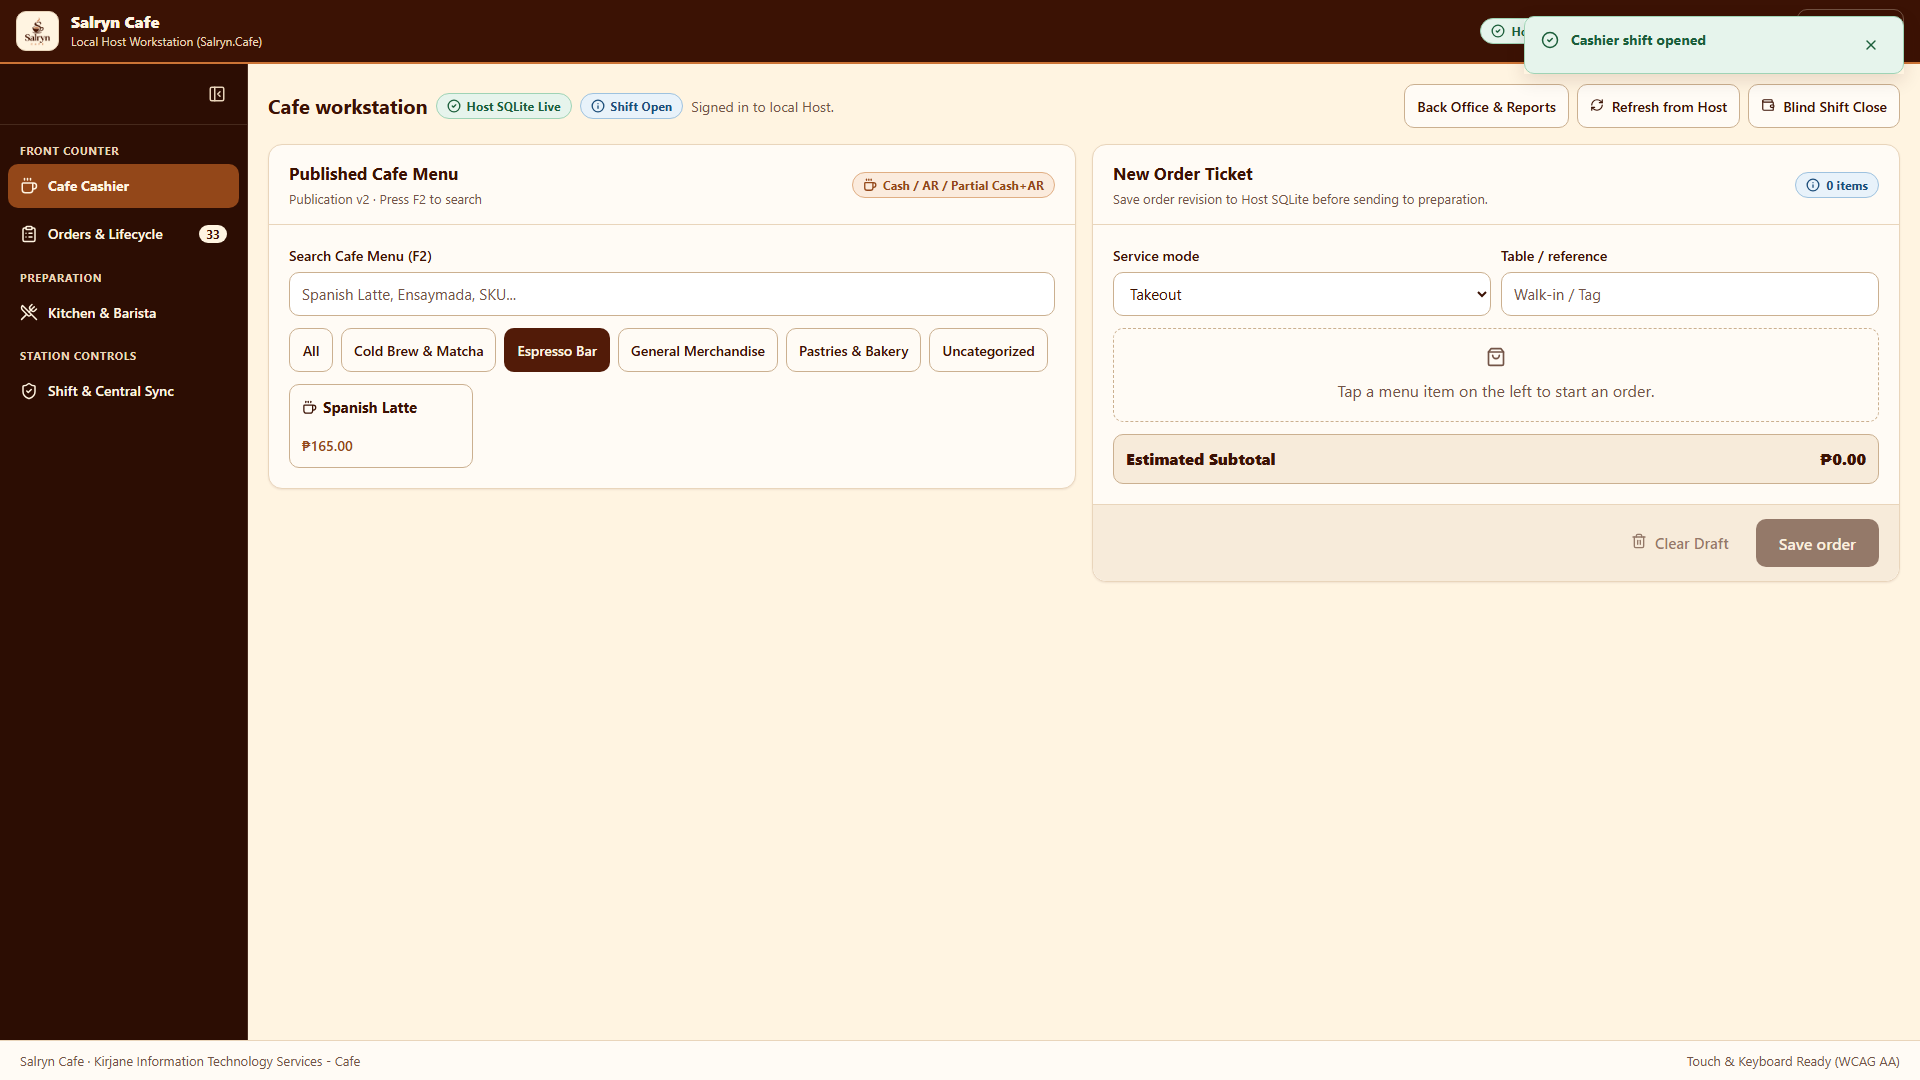 Salryn
Salryn Cafe
Local Host Workstation (Salryn.Cafe)
Cashier shift opened
Cafe workstation
Host SQLite Live
Shift Open
Signed in to local Host.
Back Office & Reports
Refresh from Host
Blind Shift Close
FRONT COUNTER
Cafe Cashier
Orders & Lifecycle
33
PREPARATION
Kitchen & Barista
STATION CONTROLS
Shift & Central Sync
Published Cafe Menu
Publication v2 · Press F2 to search
Cash / AR / Partial Cash+AR
Search Cafe Menu (F2)
Spanish Latte, Ensaymada, SKU...
All
Cold Brew & Matcha
Espresso Bar
General Merchandise
Pastries & Bakery
Uncategorized
Spanish Latte
₱165.00
New Order Ticket
Save order revision to Host SQLite before sending to preparation.
0 items
Service mode
Takeout
Table / reference
Walk-in / Tag
Tap a menu item on the left to start an order.
Estimated Subtotal
₱0.00
Clear Draft
Save order
Salryn Cafe · Kirjane Information Technology Services - Cafe
Touch & Keyboard Ready (WCAG AA)